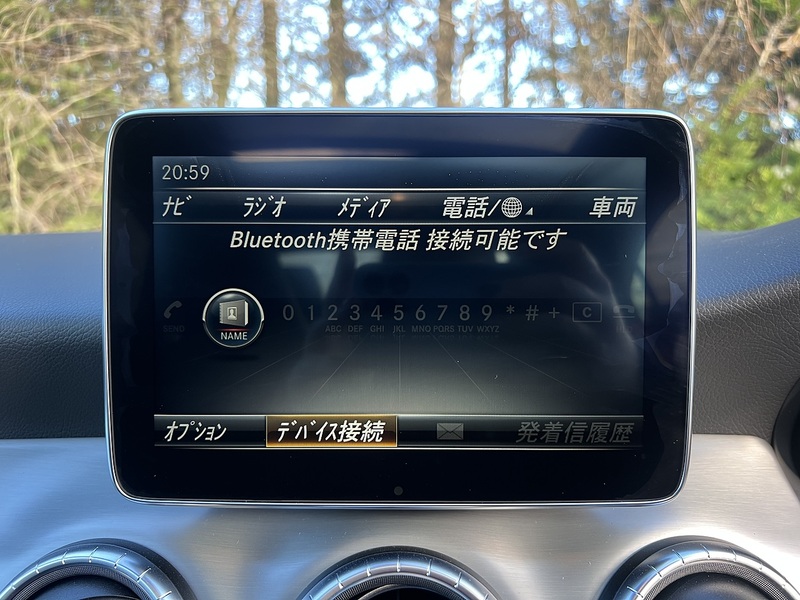 20:59
ﾅﾋﾞ ﾗｼﾞｵ ﾒﾃﾞｨｱ 電話/ 車両
Bluetooth携帯電話 接続可能です
0 1 2 3 4 5 6 7 8 9 * # + C
ABC DEF GHI JKL MNO PQRS TUV WXYZ
NAME
ｵﾌﾟｼｮﾝ ﾃﾞﾊﾞｲｽ接続 発着信履歴